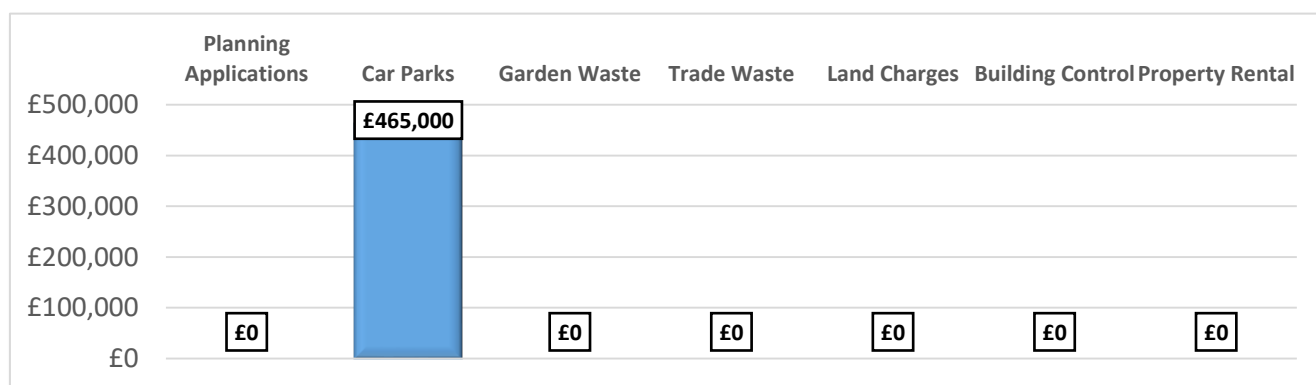 Planning
Applications Car Parks Garden Waste Trade Waste Land Charges Building Control Property Rental
£500,000
£465,000
£400,000
£300,000
£200,000
£100,000
£0 £0 £0 £0 £0 £0
£0